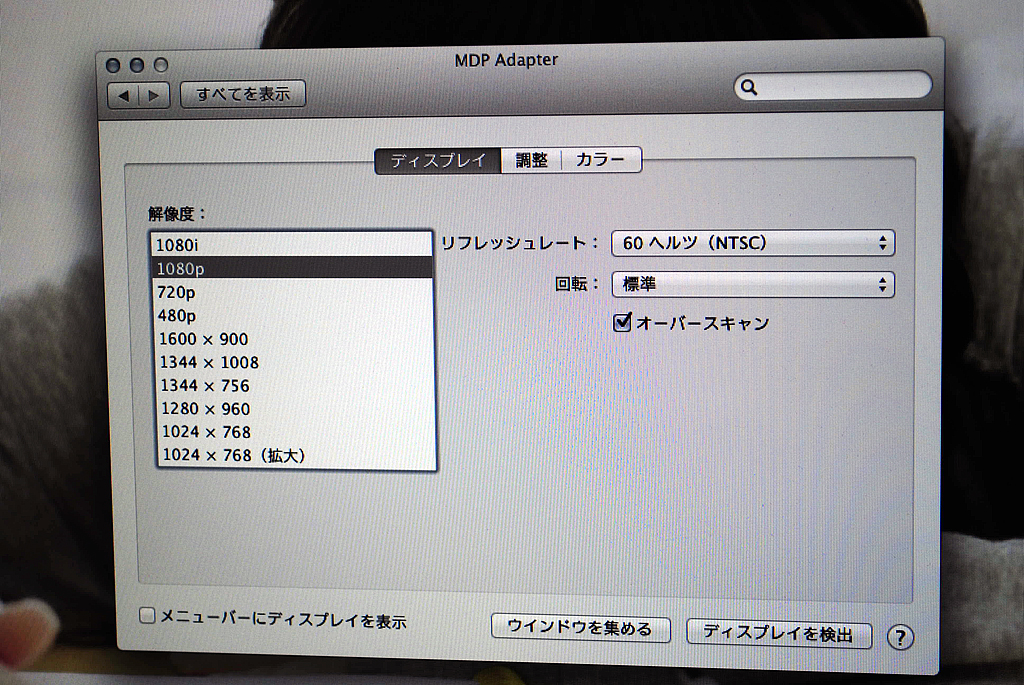 MDP Adapter
すべてを表示
ディスプレイ 調整 カラー
解像度：
1080i
1080p
720p
480p
1600 × 900
1344 × 1008
1344 × 756
1280 × 960
1024 × 768
1024 × 768（拡大）
リフレッシュレート： 60 ヘルツ（NTSC）
回転： 標準
オーバースキャン
メニューバーにディスプレイを表示
ウインドウを集める
ディスプレイを検出
?